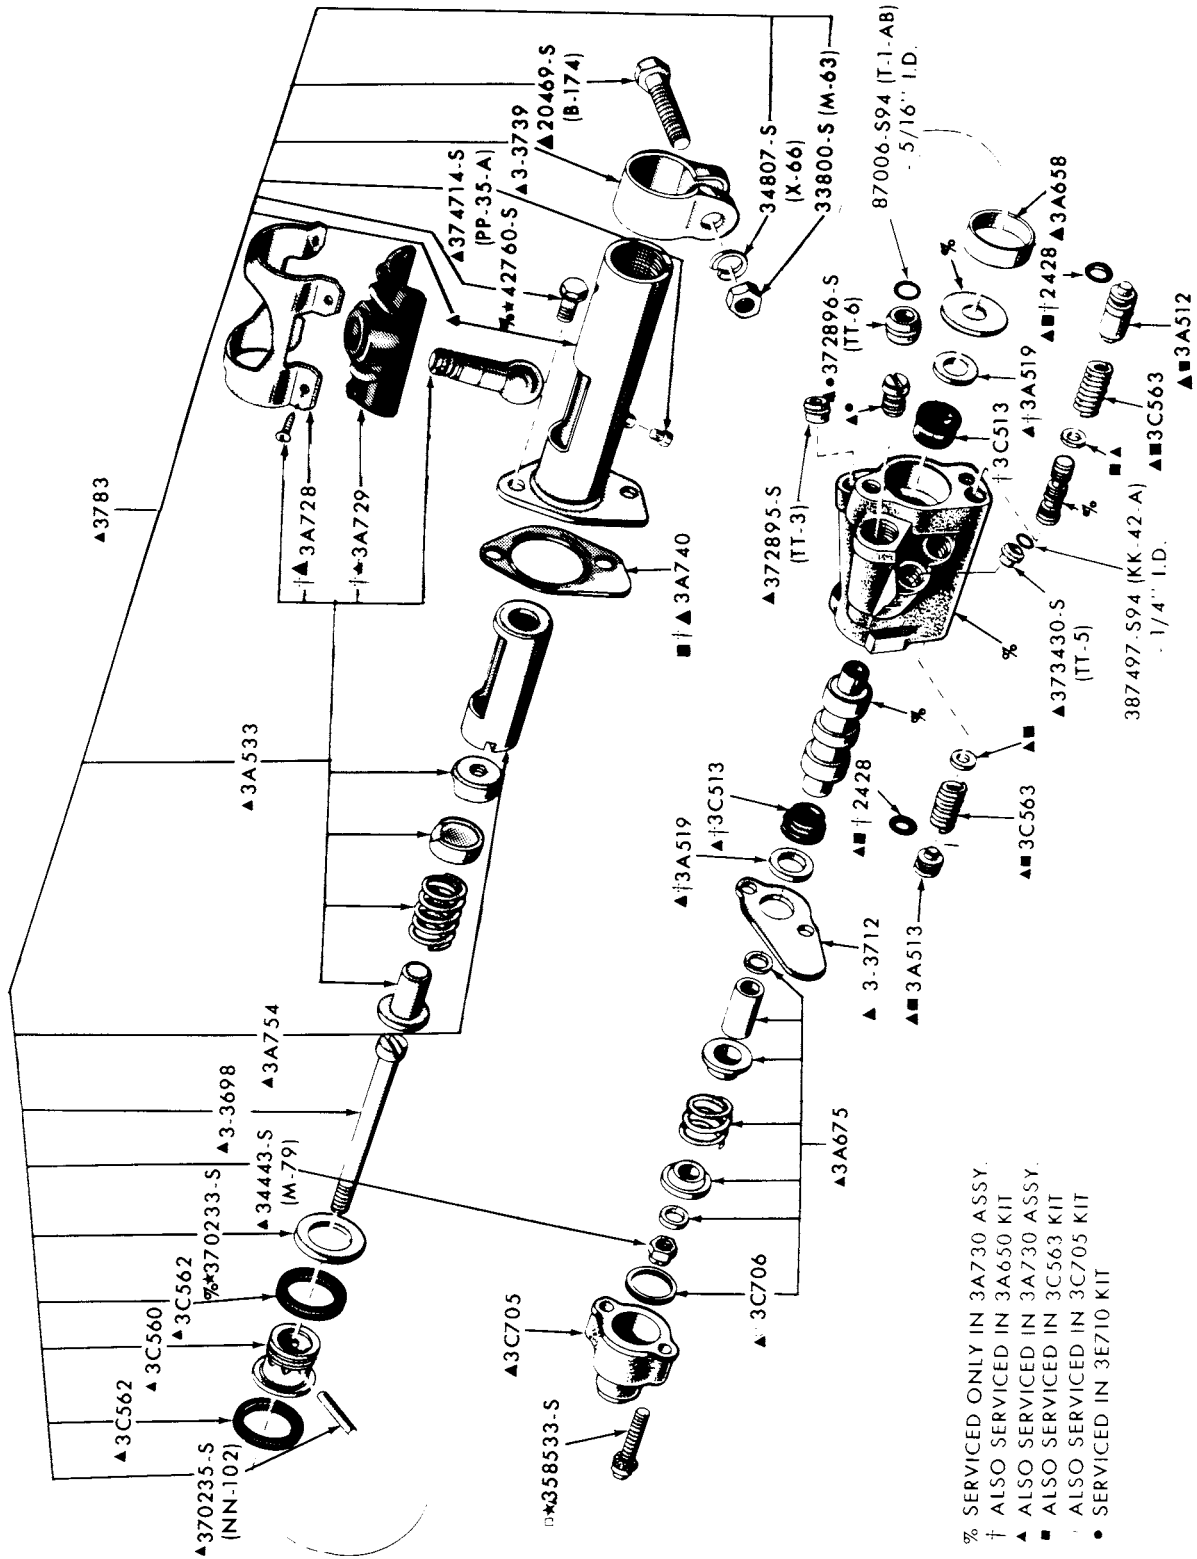 ▲3783
†▲3A728
†▲3A729
%★42760-S
▲374714-S
(PP-35-A)
▲3-3739
▲20469-S
(B-174)
34807-S
(X-66)
33800-S (M-63)
■†▲3A740
▲3A533
▲3A754
▲3-3698
▲34443-S
(M-79)
%★370233-S
▲3C562
▲3C560
▲3C562
▲370235-S
(NN-102)
87006-S94 (T-1-AB)
- 5/16" I.D.
▲●372896-S
(TT-6)
▲●
▲372895-S
(TT-3)
%
▲3A658
▲■†2428
▲†3A519
†3C513
▲■3A512
▲■3C563
■▲
%
387497-S94 (KK-42-A)
- 1/4" I.D.
▲373430-S
(TT-5)
%
%
▲■
▲■3C563
▲■†2428
▲■3A513
▲†3C513
▲†3A519
▲ 3-3712
▲3A675
▲ 3C706
▲3C705
□★358533-S
% SERVICED ONLY IN 3A730 ASSY.
† ALSO SERVICED IN 3A650 KIT
▲ ALSO SERVICED IN 3A730 ASSY.
■ ALSO SERVICED IN 3C563 KIT
ALSO SERVICED IN 3C705 KIT
● SERVICED IN 3E710 KIT